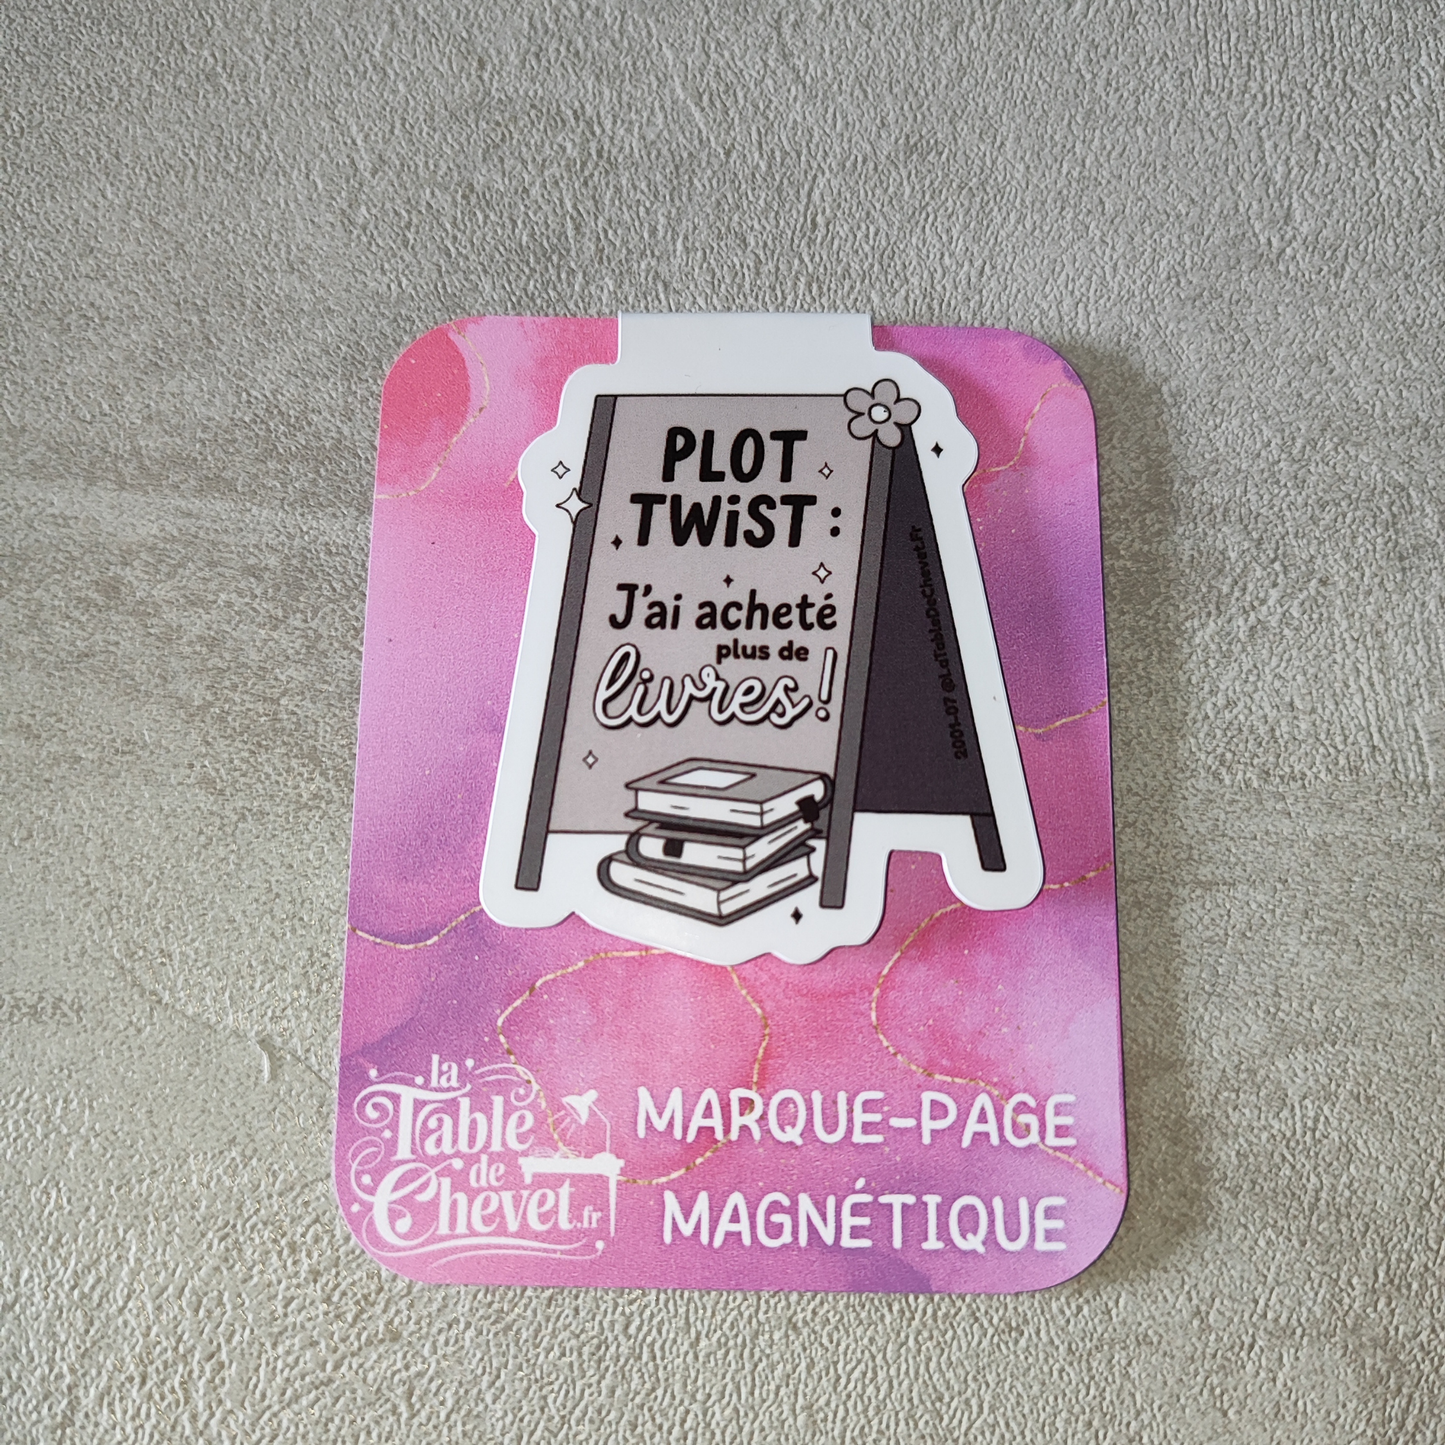 PLOT
TWiST :
J'ai acheté
plus de
livres !
2001-07 @LaTableDeChevet.Fr
la
Table
de
Chevet.fr
MARQUE-PAGE
MAGNÉTIQUE